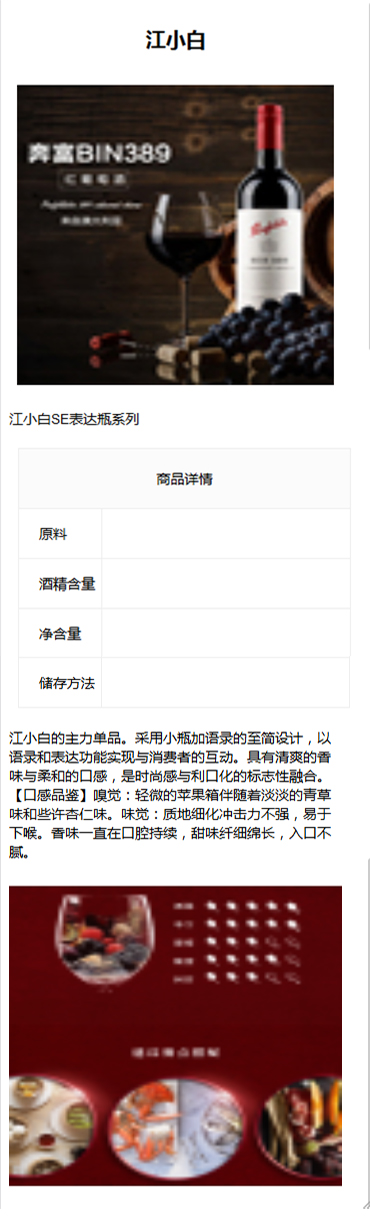 江小白
奔富BIN389
红葡萄酒
Penfolds
江小白SE表达瓶系列
商品详情
原料
酒精含量
净含量
储存方法
江小白的主力单品。采用小瓶加语录的至简设计，以
语录和表达功能实现与消费者的互动。具有清爽的香
味与柔和的口感，是时尚感与利口化的标志性融合。
【口感品鉴】嗅觉：轻微的苹果箱伴随着淡淡的青草
味和些许杏仁味。味觉：质地细化冲击力不强，易于
下喉。香味一直在口腔持续，甜味纤细绵长，入口不
腻。